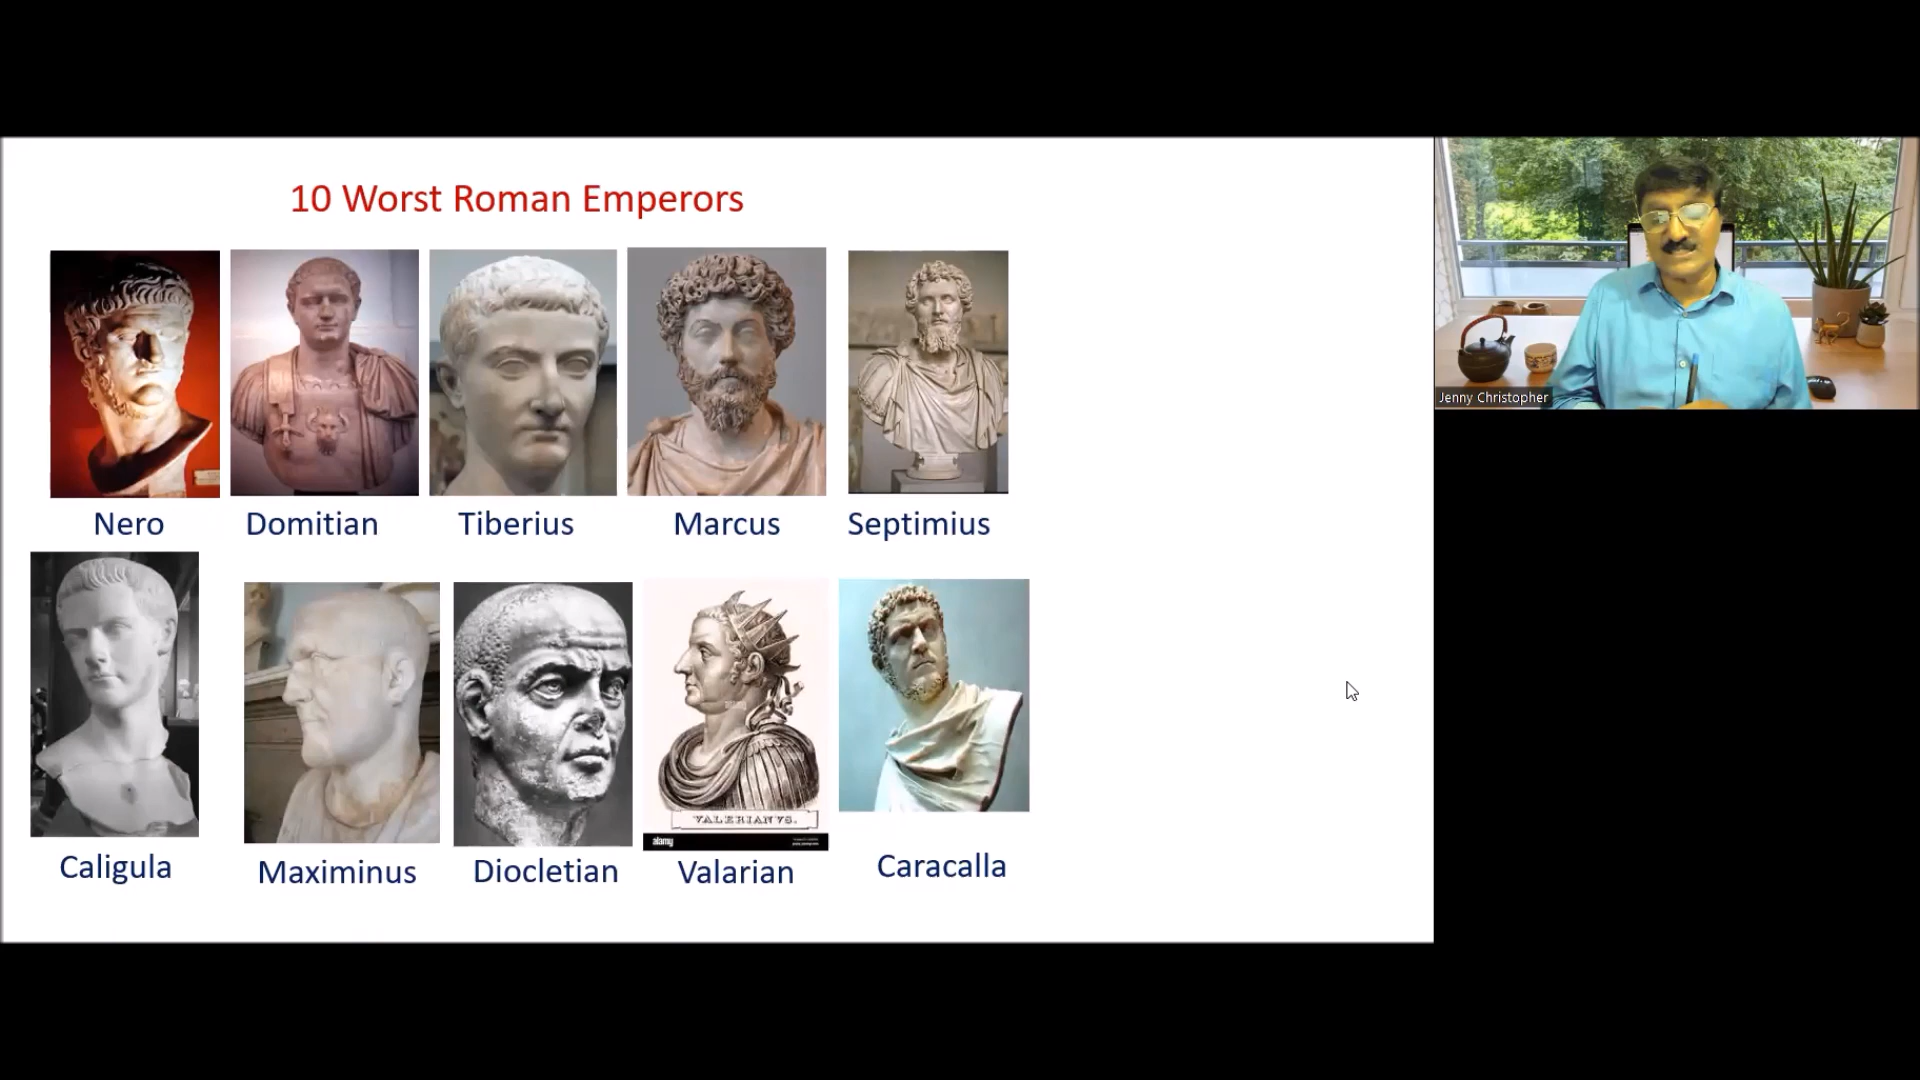 10 Worst Roman Emperors
Jenny Christopher
Nero Domitian Tiberius Marcus Septimius
VALERIANVS.
alamy
Caligula Maximinus Diocletian Valarian Caracalla